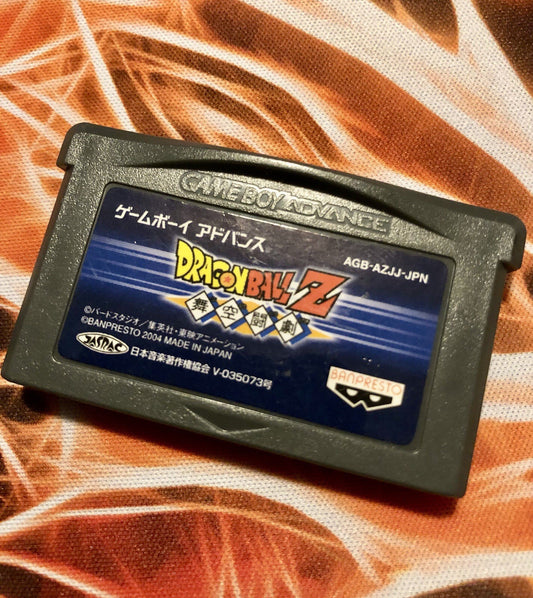 GAME BOY ADVANCE
ゲームボーイ アドバンス
AGB-AZJJ-JPN
DRAGON BALL Z
舞空闘劇
©バードスタジオ／集英社・東映アニメーション
©BANPRESTO 2004 MADE IN JAPAN
JASRAC 日本音楽著作権協会 V-035073号
BANPRESTO